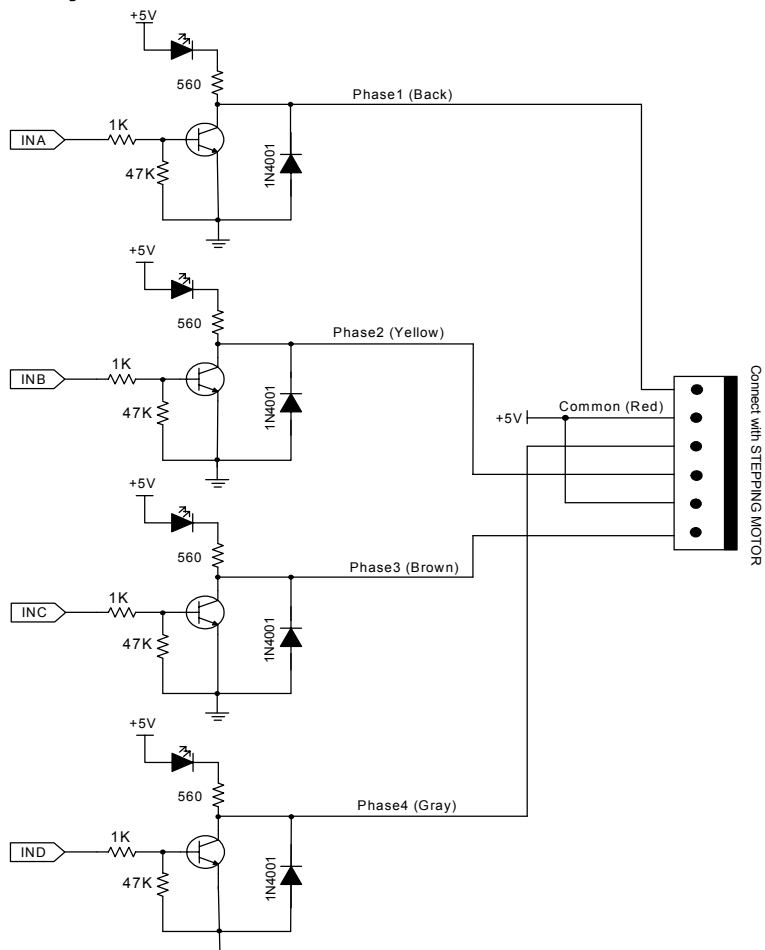 +5V
560
Phase1 (Back)
1K
INA
47K
1N4001
+5V
560
Phase2 (Yellow)
1K
INB
47K
1N4001
+5V
Common (Red)
Connect with STEPPING MOTOR
+5V
560
Phase3 (Brown)
1K
INC
47K
1N4001
+5V
560
Phase4 (Gray)
1K
IND
47K
1N4001